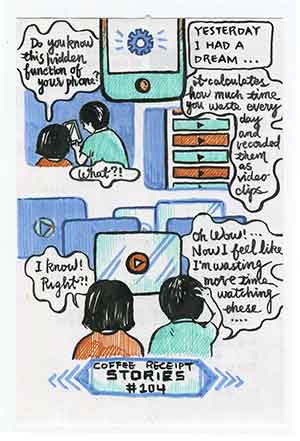 YESTERDAY
I HAD A
DREAM ...
Do you know
this hidden
function of
your phone?
it calculates
how much time
you waste every
day
and
recorded
them
as
video
clips
What?!
Oh Wow! ...
Now I feel like
I'm wasting
more time
watching
these
....
I know!
Right?!
COFFEE RECEIPT
STORIES
#104